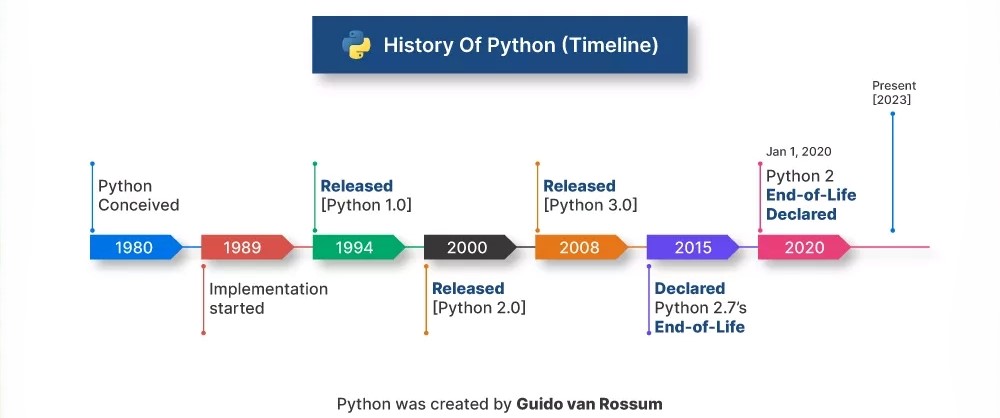 History Of Python (Timeline)
Present
[2023]
Jan 1, 2020
Python
Conceived
Released
[Python 1.0]
Released
[Python 3.0]
Python 2
End-of-Life
Declared
1980
1989
1994
2000
2008
2015
2020
Implementation
started
Released
[Python 2.0]
Declared
Python 2.7's
End-of-Life
Python was created by Guido van Rossum